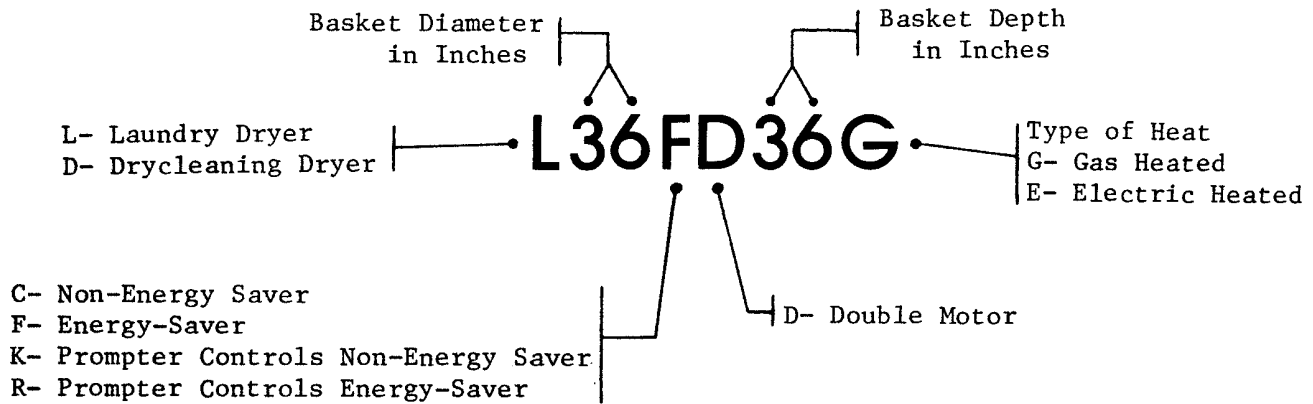 Basket Diameter
in Inches
Basket Depth
in Inches
L- Laundry Dryer
D- Drycleaning Dryer
L36FD36G
Type of Heat
G- Gas Heated
E- Electric Heated
C- Non-Energy Saver
F- Energy-Saver
K- Prompter Controls Non-Energy Saver
R- Prompter Controls Energy-Saver
D- Double Motor